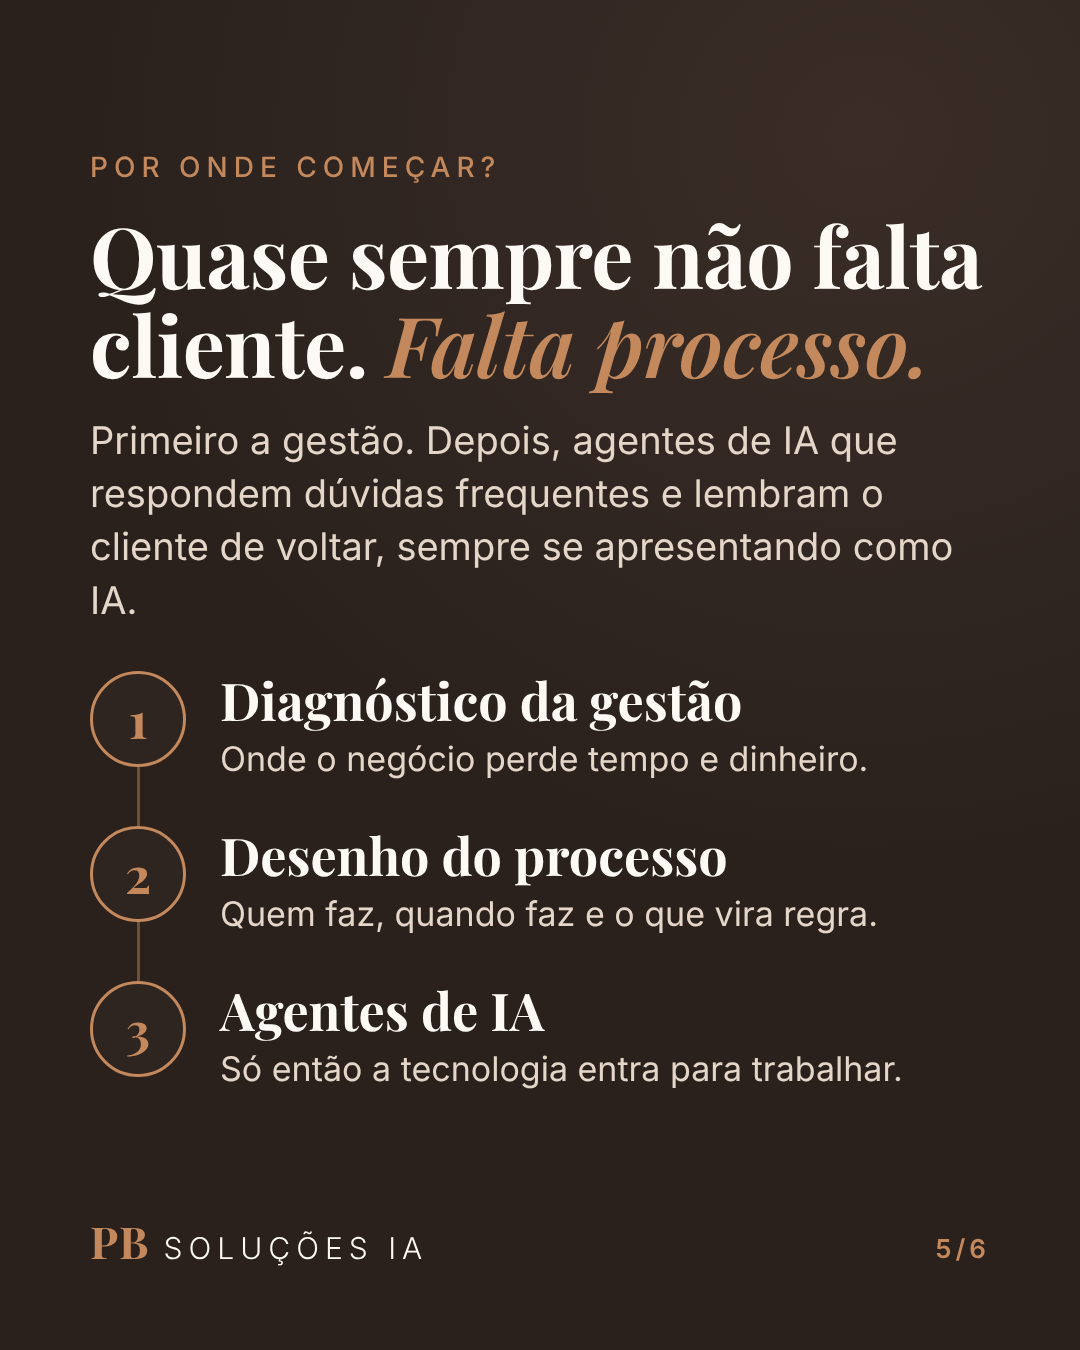 POR ONDE COMEÇAR?
Quase sempre não falta
cliente. Falta processo.
Primeiro a gestão. Depois, agentes de IA que
respondem dúvidas frequentes e lembram o
cliente de voltar, sempre se apresentando como
IA.
1
Diagnóstico da gestão
Onde o negócio perde tempo e dinheiro.
2
Desenho do processo
Quem faz, quando faz e o que vira regra.
3
Agentes de IA
Só então a tecnologia entra para trabalhar.
PB SOLUÇÕES IA
5/6